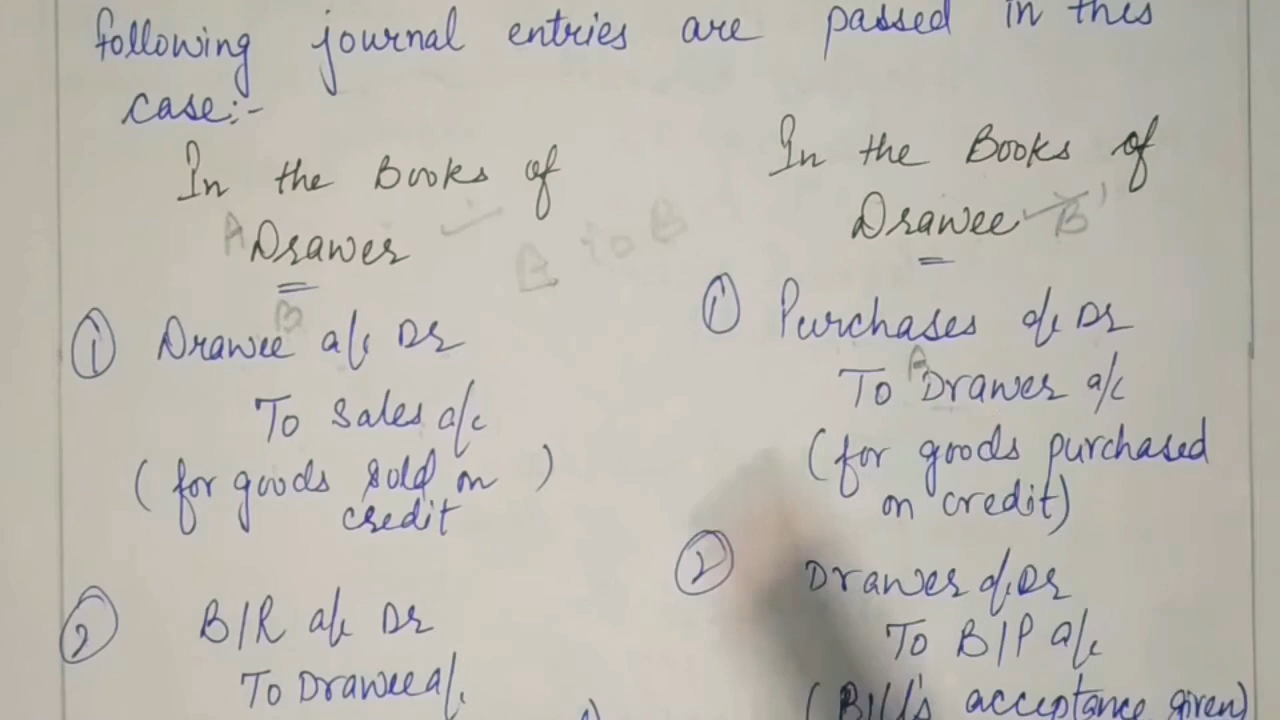 following journal entries are passed in this
case:-
In the Books of
A Drawer
B
① Drawee a/c Dr
To Sales a/c
(for goods sold on )
credit
② B/R a/c Dr
To Drawee a/c
A to B
In the Books of
Drawee B
① Purchases a/c Dr
A
To Drawer a/c
(for goods purchased
on credit)
② Drawer a/c Dr
To B/P a/c
(Bill's acceptance given)